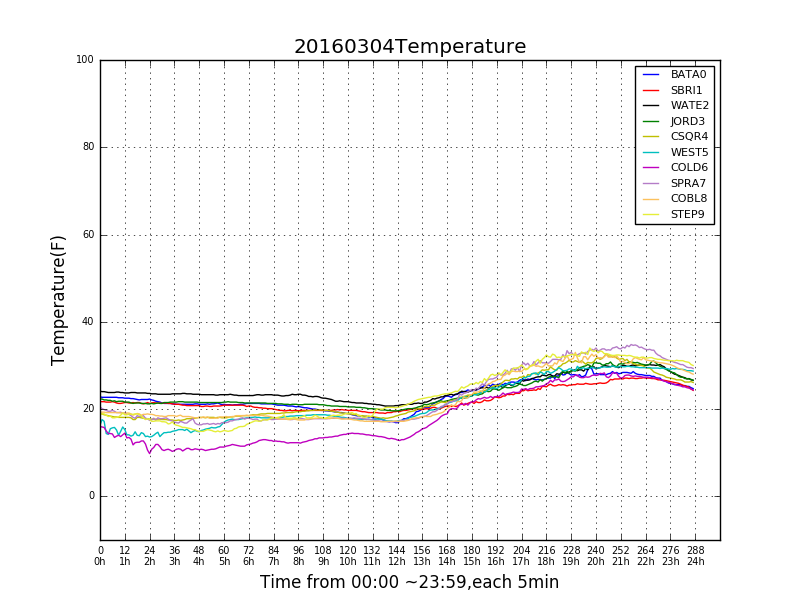 20160304Temperature
100
80
60
40
20
0
Temperature(F)
BATA0
SBRI1
WATE2
JORD3
CSQR4
WEST5
COLD6
SPRA7
COBL8
STEP9
0 12 24 36 48 60 72 84 96 108 120 132 144 156 168 180 192 204 216 228 240 252 264 276 288
0h 1h 2h 3h 4h 5h 6h 7h 8h 9h 10h 11h 12h 13h 14h 15h 16h 17h 18h 19h 20h 21h 22h 23h 24h
Time from 00:00 ~23:59,each 5min